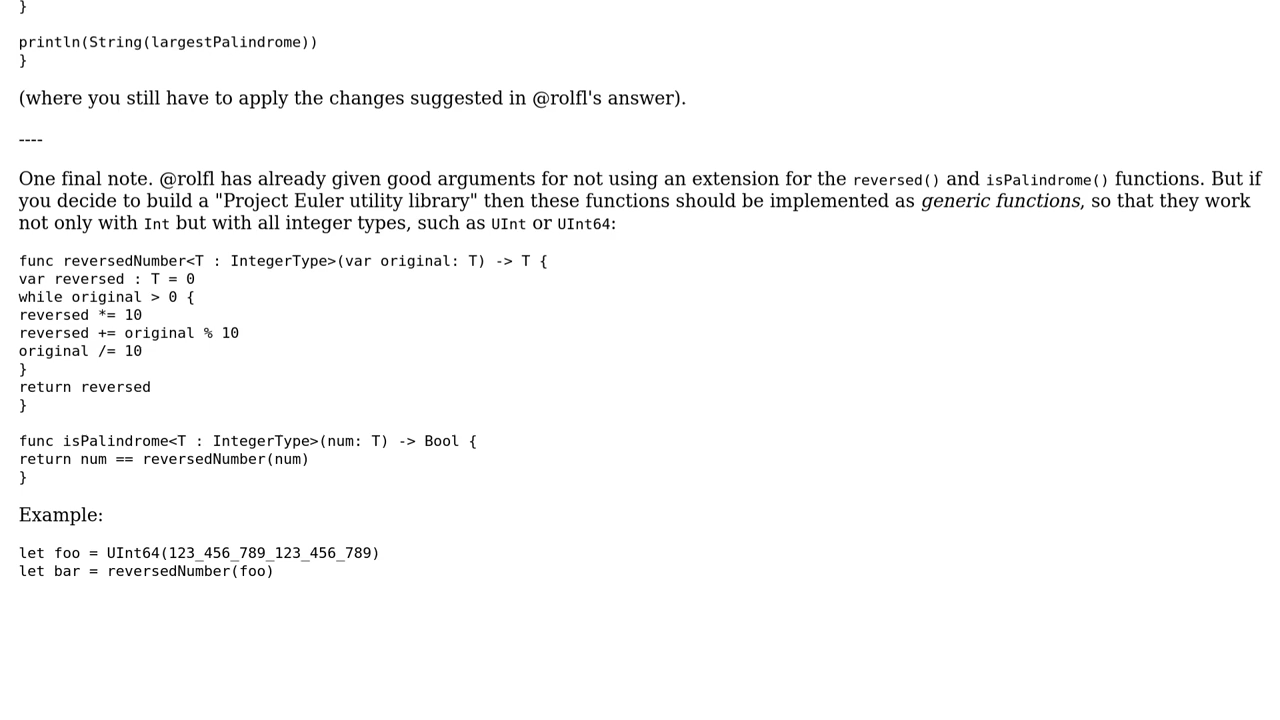 }
println(String(largestPalindrome))
}
(where you still have to apply the changes suggested in @rolfl's answer).
----
One final note. @rolfl has already given good arguments for not using an extension for the reversed() and isPalindrome() functions. But if
you decide to build a "Project Euler utility library" then these functions should be implemented as generic functions, so that they work
not only with Int but with all integer types, such as UInt or UInt64:
func reversedNumber<T : IntegerType>(var original: T) -> T {
var reversed : T = 0
while original > 0 {
reversed *= 10
reversed += original % 10
original /= 10
}
return reversed
}
func isPalindrome<T : IntegerType>(num: T) -> Bool {
return num == reversedNumber(num)
}
Example:
let foo = UInt64(123_456_789_123_456_789)
let bar = reversedNumber(foo)